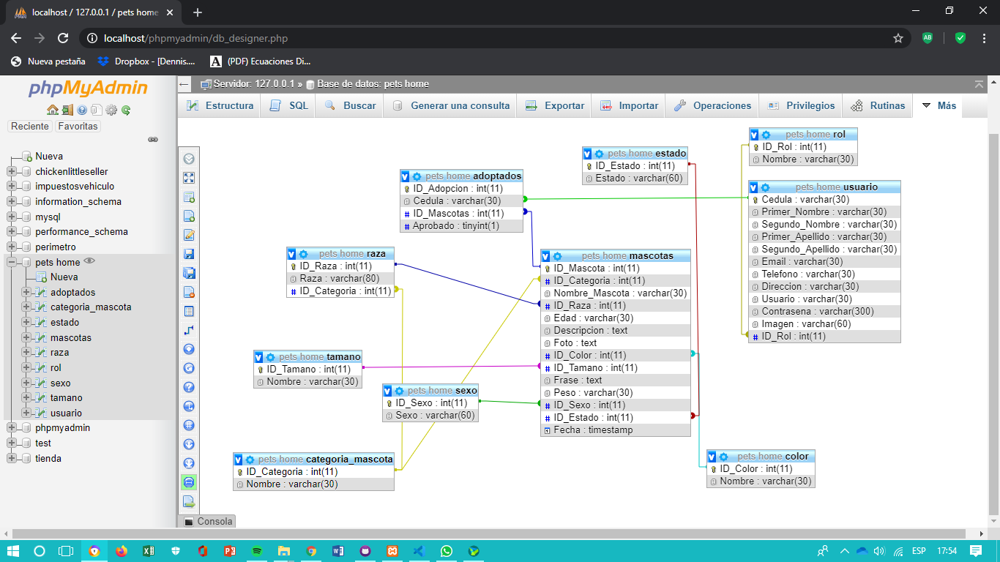 localhost / 127.0.0.1 / pets home
localhost/phpmyadmin/db_designer.php
AB
Nueva pestaña
Dropbox - [Dennis....
A
(PDF) Ecuaciones Di...
phpMyAdmin
Reciente
Favoritas
Nueva
chickenlittleseller
impuestosvehiculo
information_schema
mysql
performance_schema
perimetro
pets home
Nueva
adoptados
categoria_mascota
estado
mascotas
raza
rol
sexo
tamano
usuario
phpmyadmin
test
tienda
Servidor: 127.0.0.1 » Base de datos: pets home
Estructura
SQL
Buscar
Generar una consulta
Exportar
Importar
Operaciones
Privilegios
Rutinas
Más
pets home rol
ID_Rol : int(11)
Nombre : varchar(30)
pets home estado
ID_Estado : int(11)
Estado : varchar(60)
pets home adoptados
ID_Adopcion : int(11)
Cedula : varchar(30)
ID_Mascotas : int(11)
Aprobado : tinyint(1)
pets home usuario
Cedula : varchar(30)
Primer_Nombre : varchar(30)
Segundo_Nombre : varchar(30)
Primer_Apellido : varchar(30)
Segundo_Apellido : varchar(30)
Email : varchar(30)
Telefono : varchar(30)
Direccion : varchar(30)
Usuario : varchar(30)
Contrasena : varchar(300)
Imagen : varchar(60)
ID_Rol : int(11)
pets home raza
ID_Raza : int(11)
Raza : varchar(80)
ID_Categoria : int(11)
pets home mascotas
ID_Mascota : int(11)
ID_Categoria : int(11)
Nombre_Mascota : varchar(30)
ID_Raza : int(11)
Edad : varchar(30)
Descripcion : text
Foto : text
ID_Color : int(11)
ID_Tamano : int(11)
Frase : text
Peso : varchar(30)
ID_Sexo : int(11)
ID_Estado : int(11)
Fecha : timestamp
pets home tamano
ID_Tamano : int(11)
Nombre : varchar(30)
pets home sexo
ID_Sexo : int(11)
Sexo : varchar(60)
pets home categoria_mascota
ID_Categoria : int(11)
Nombre : varchar(30)
pets home color
ID_Color : int(11)
Nombre : varchar(30)
Consola
ESP
17:54